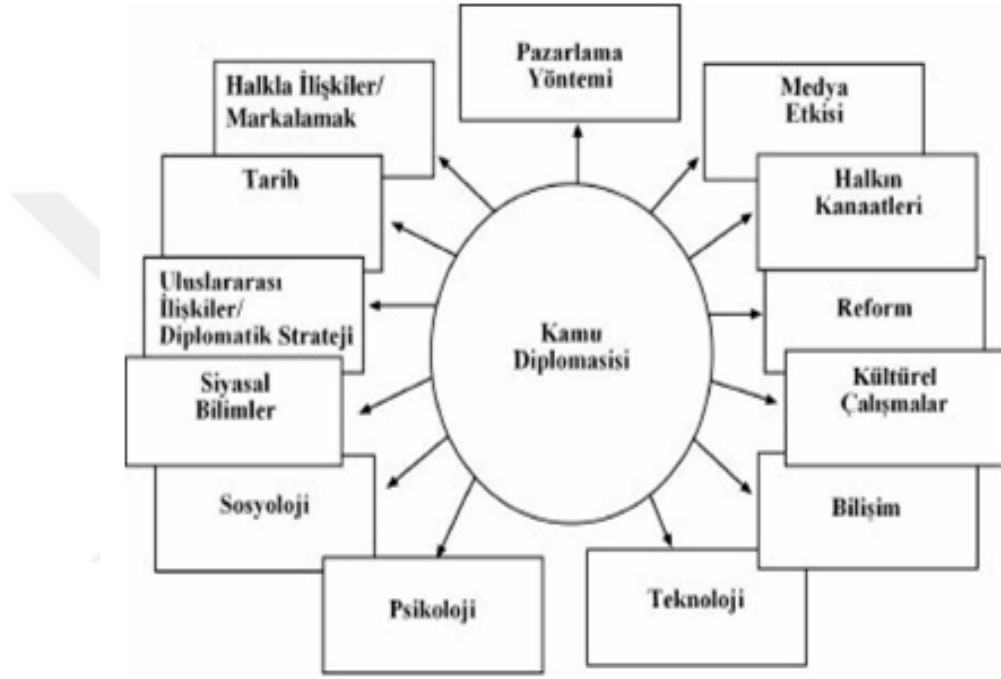 Pazarlama
Yöntemi
Halkla İlişkiler/
Markalamak
Medya
Etkisi
Tarih
Halkın
Kanaatleri
Uluslararası
İlişkiler/
Diplomatik Strateji
Reform
Kamu
Diplomasisi
Siyasal
Bilimler
Kültürel
Çalışmalar
Sosyoloji
Bilişim
Psikoloji
Teknoloji